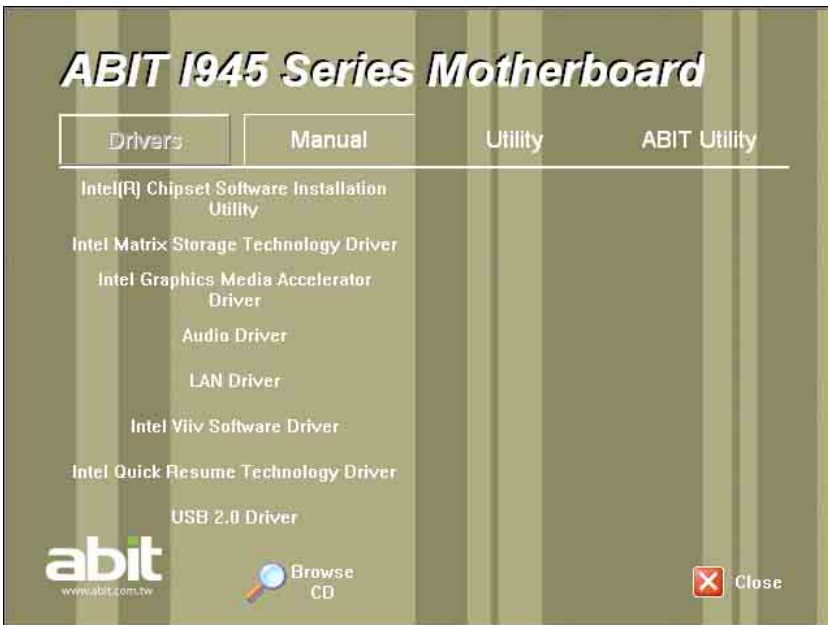 ABIT I945 Series Motherboard
Drivers Manual Utility ABIT Utility
Intel(R) Chipset Software Installation
Utility
Intel Matrix Storage Technology Driver
Intel Graphics Media Accelerator
Driver
Audio Driver
LAN Driver
Intel Viiv Software Driver
Intel Quick Resume Technology Driver
USB 2.0 Driver
abit
www.abit.com.tw
Browse
CD
Close